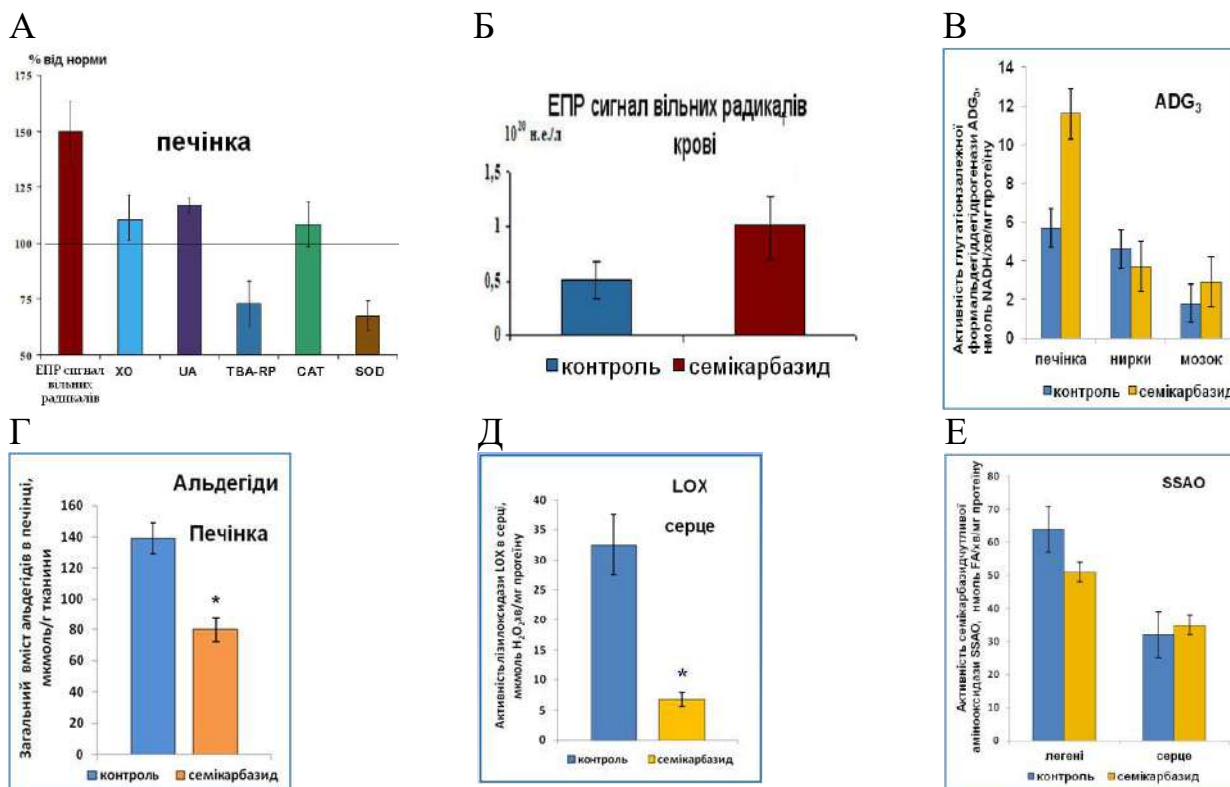 А
% від норми
175
150
125
100
75
50
печінка
ЕПР сигнал
вільних
радикалів
XO
UA
TBA-RP
CAT
SOD
Б
ЕПР сигнал вільних радикалів
крові
10²⁰ н.е/л
1,5
1
0,5
0
контроль
семікарбазид
В
ADG₃
Активність глутатіонзалежної
формальдегіддегідрогенази ADG₃,
нмоль NADH/хв/мг протеїну
14
12
10
8
6
4
2
0
печінка
нирки
мозок
контроль
семікарбазид
Г
Альдегіди
Печінка
Загальний вміст альдегідів в печінці,
мкмоль/г тканини
180
160
140
120
100
80
60
40
20
0
*
контроль
семікарбазид
Д
LOX
серце
Активність лізилоксидази LOX в серці,
мкмоль H₂O₂хв/мг протеїну
40
35
30
25
20
15
10
5
0
*
контроль
семікарбазид
Е
SSAO
Активність семікарбазидчутливої
амінооксидази SSAO, нмоль FA/хв/мг протеїну
80
70
60
50
40
30
20
10
0
легені
серце
контроль
семікарбазид